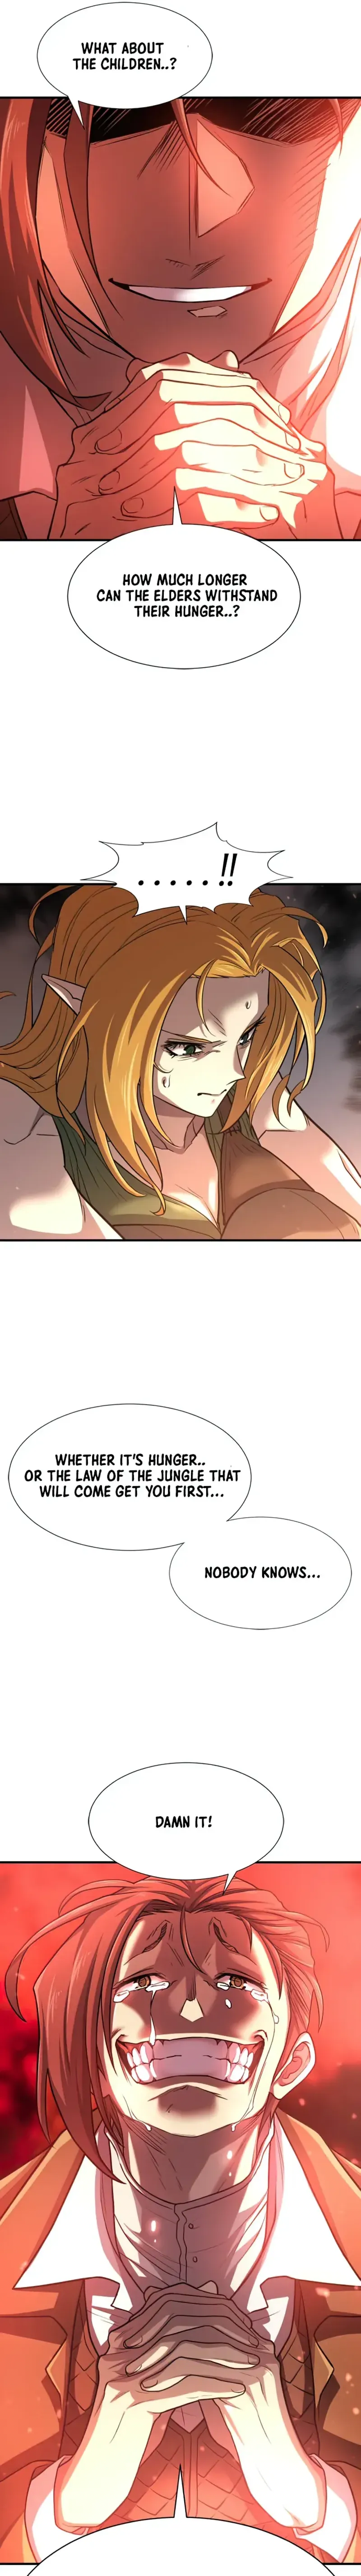 WHAT ABOUT
THE CHILDREN..?
HOW MUCH LONGER
CAN THE ELDERS WITHSTAND
THEIR HUNGER..?
.....!!
WHETHER IT'S HUNGER..
OR THE LAW OF THE JUNGLE THAT
WILL COME GET YOU FIRST...
NOBODY KNOWS...
DAMN IT!